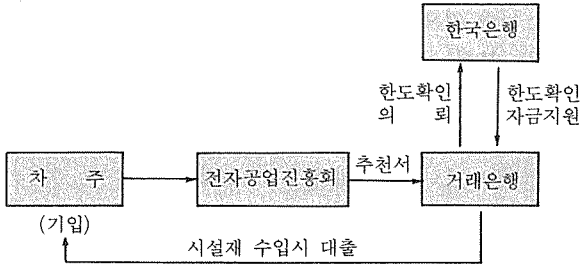 한국은행
한도확인
의 뢰
한도확인
자금지원
차 주
전자공업진흥회
추천서
거래은행
(기입)
시설재 수입시 대출